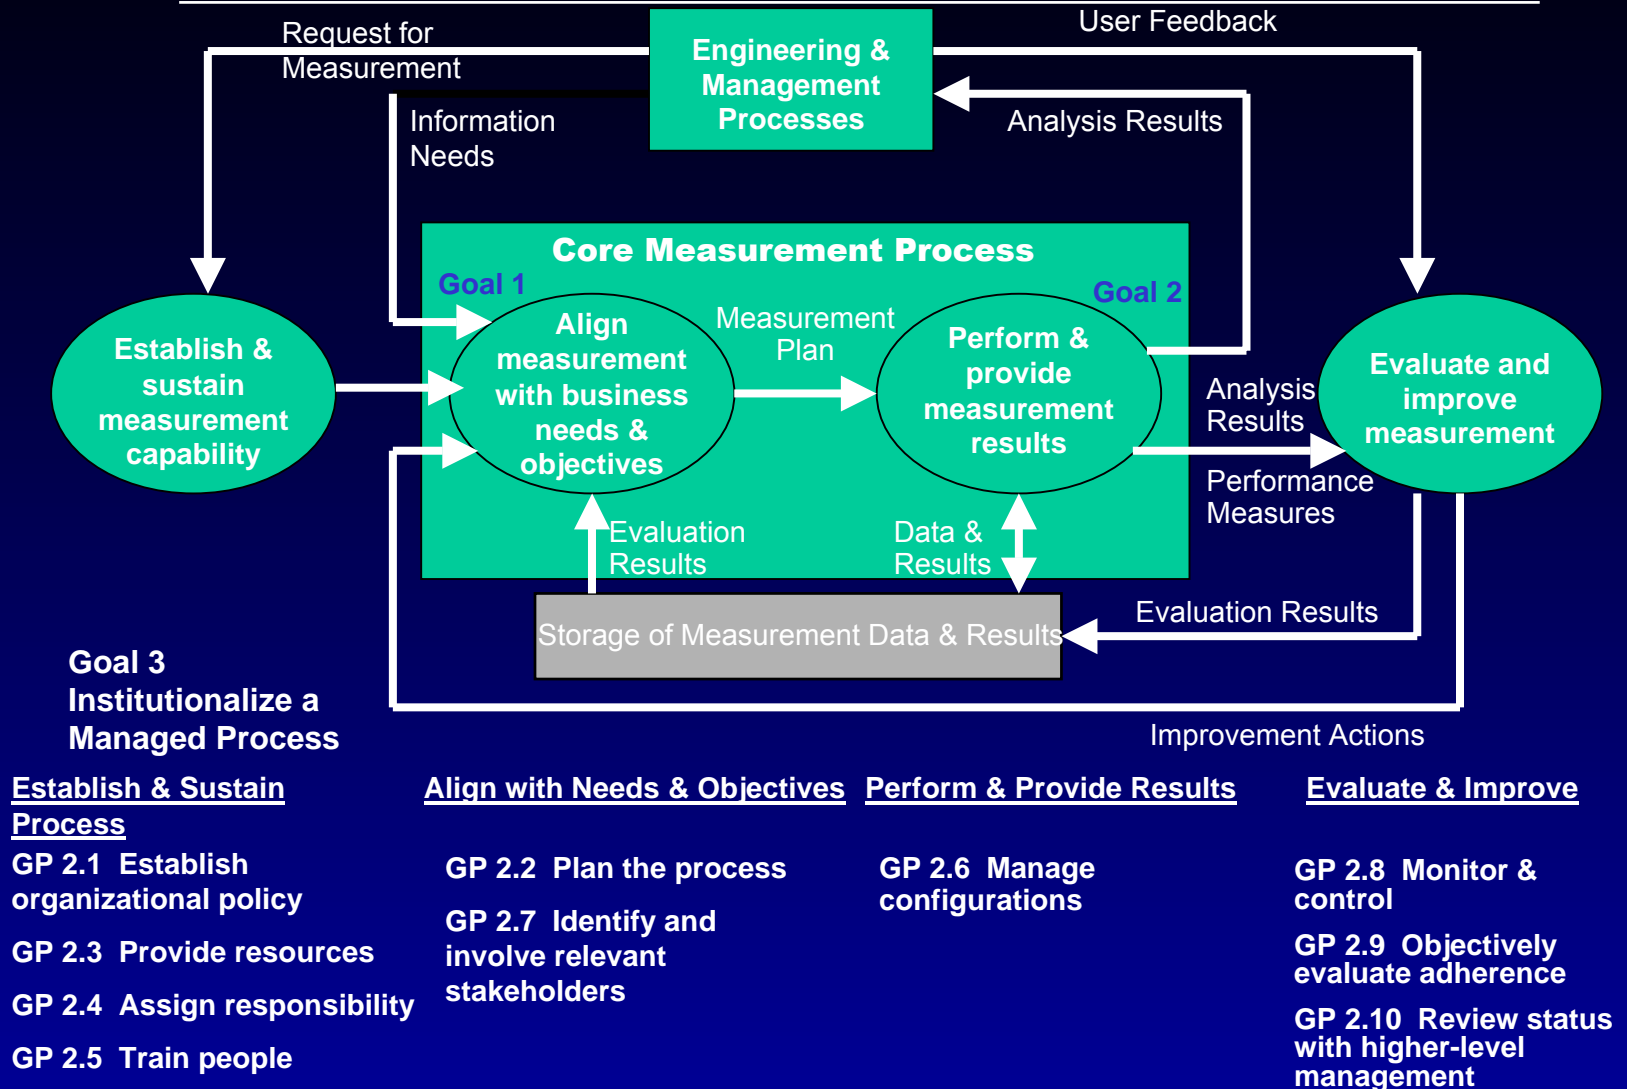 Request for
Measurement
Engineering &
Management
Processes
User Feedback
Information
Needs
Analysis Results
Core Measurement Process
Goal 1
Goal 2
Establish &
sustain
measurement
capability
Align
measurement
with business
needs &
objectives
Measurement
Plan
Perform &
provide
measurement
results
Analysis
Results
Evaluate and
improve
measurement
Performance
Measures
Evaluation
Results
Data &
Results
Evaluation Results
Storage of Measurement Data & Results
Goal 3
Institutionalize a
Managed Process
Improvement Actions
Establish & Sustain
Process
GP 2.1 Establish
organizational policy
GP 2.3 Provide resources
GP 2.4 Assign responsibility
GP 2.5 Train people
Align with Needs & Objectives
GP 2.2 Plan the process
GP 2.7 Identify and
involve relevant
stakeholders
Perform & Provide Results
GP 2.6 Manage
configurations
Evaluate & Improve
GP 2.8 Monitor &
control
GP 2.9 Objectively
evaluate adherence
GP 2.10 Review status
with higher-level
management